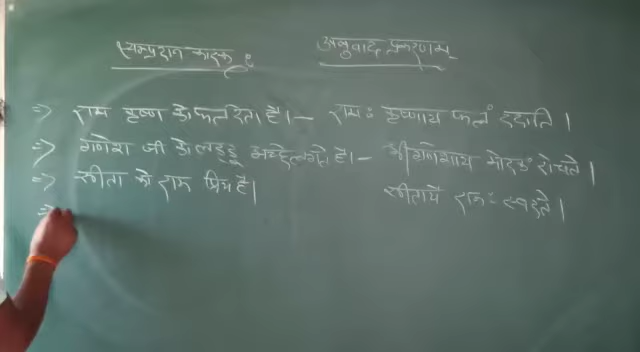 सम्प्रदान कारक : अनुवाद प्रकरणम्
=> राम कृष्ण को फल देता है। — रामः कृष्णाय फलं ददाति ।
=> गणेश जी को लड्डू अच्छे लगते है। — श्री गणेशाय मोदकं रोचते ।
=> सीता को राम प्रिय है। सीतायै रामः स्वदते ।
=>